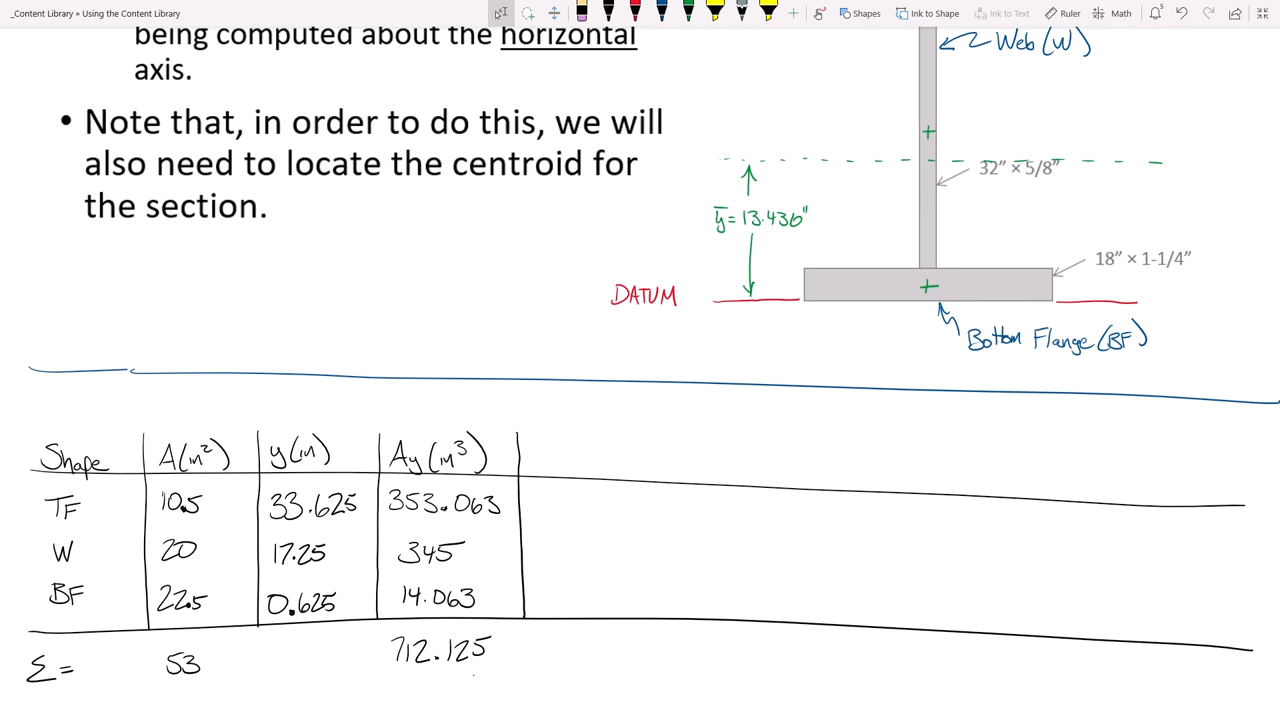 _Content Library » Using the Content Library
Shapes
Ink to Shape
Ink to Text
Ruler
Math
being computed about the horizontal
axis.
• Note that, in order to do this, we will
also need to locate the centroid for
the section.
Web (W)
32” × 5/8”
ȳ = 13.436"
18” × 1-1/4”
DATUM
Bottom Flange (BF)
Shape A(in²) y(in) Ay(in³)
TF 10.5 33.625 353.063
W 20 17.25 345
BF 22.5 0.625 14.063
Σ = 53 712.125